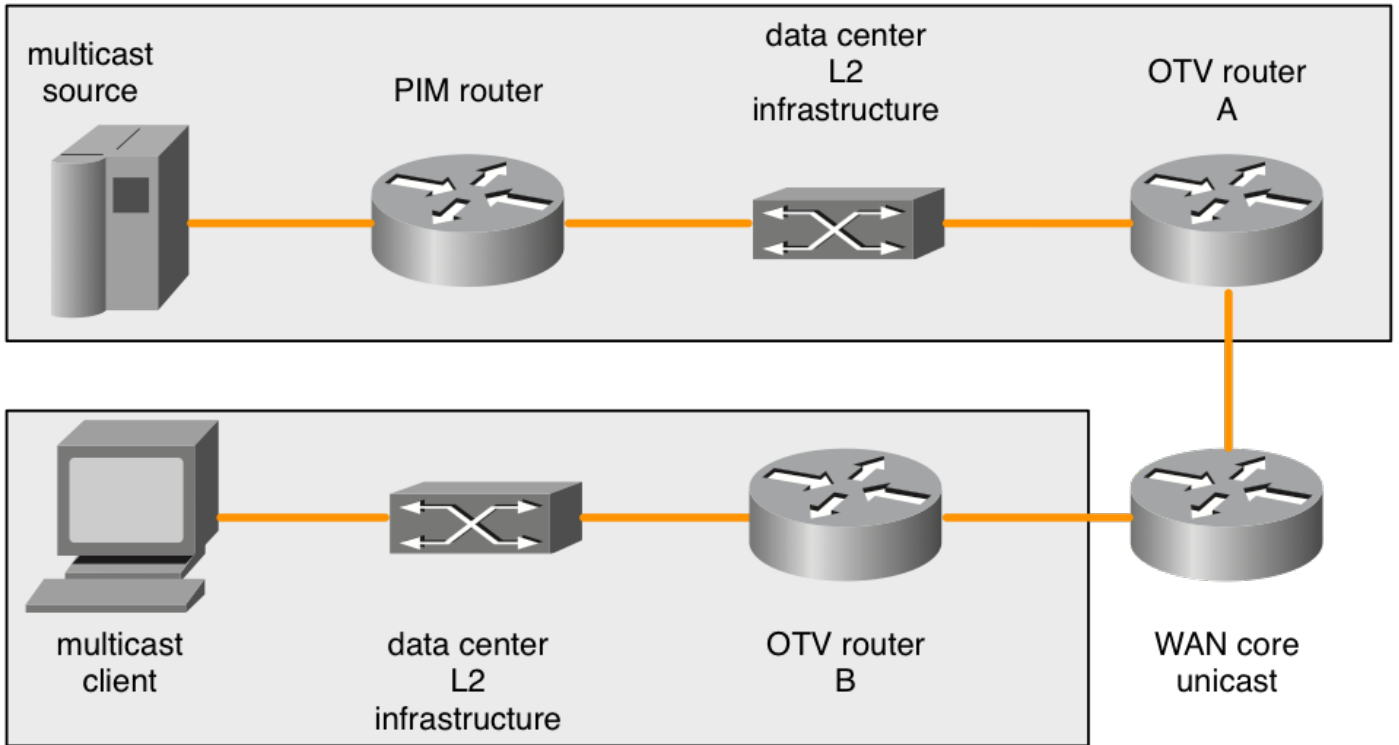 multicast
source
PIM router
data center
L2
infrastructure
OTV router
A
multicast
client
data center
L2
infrastructure
OTV router
B
WAN core
unicast